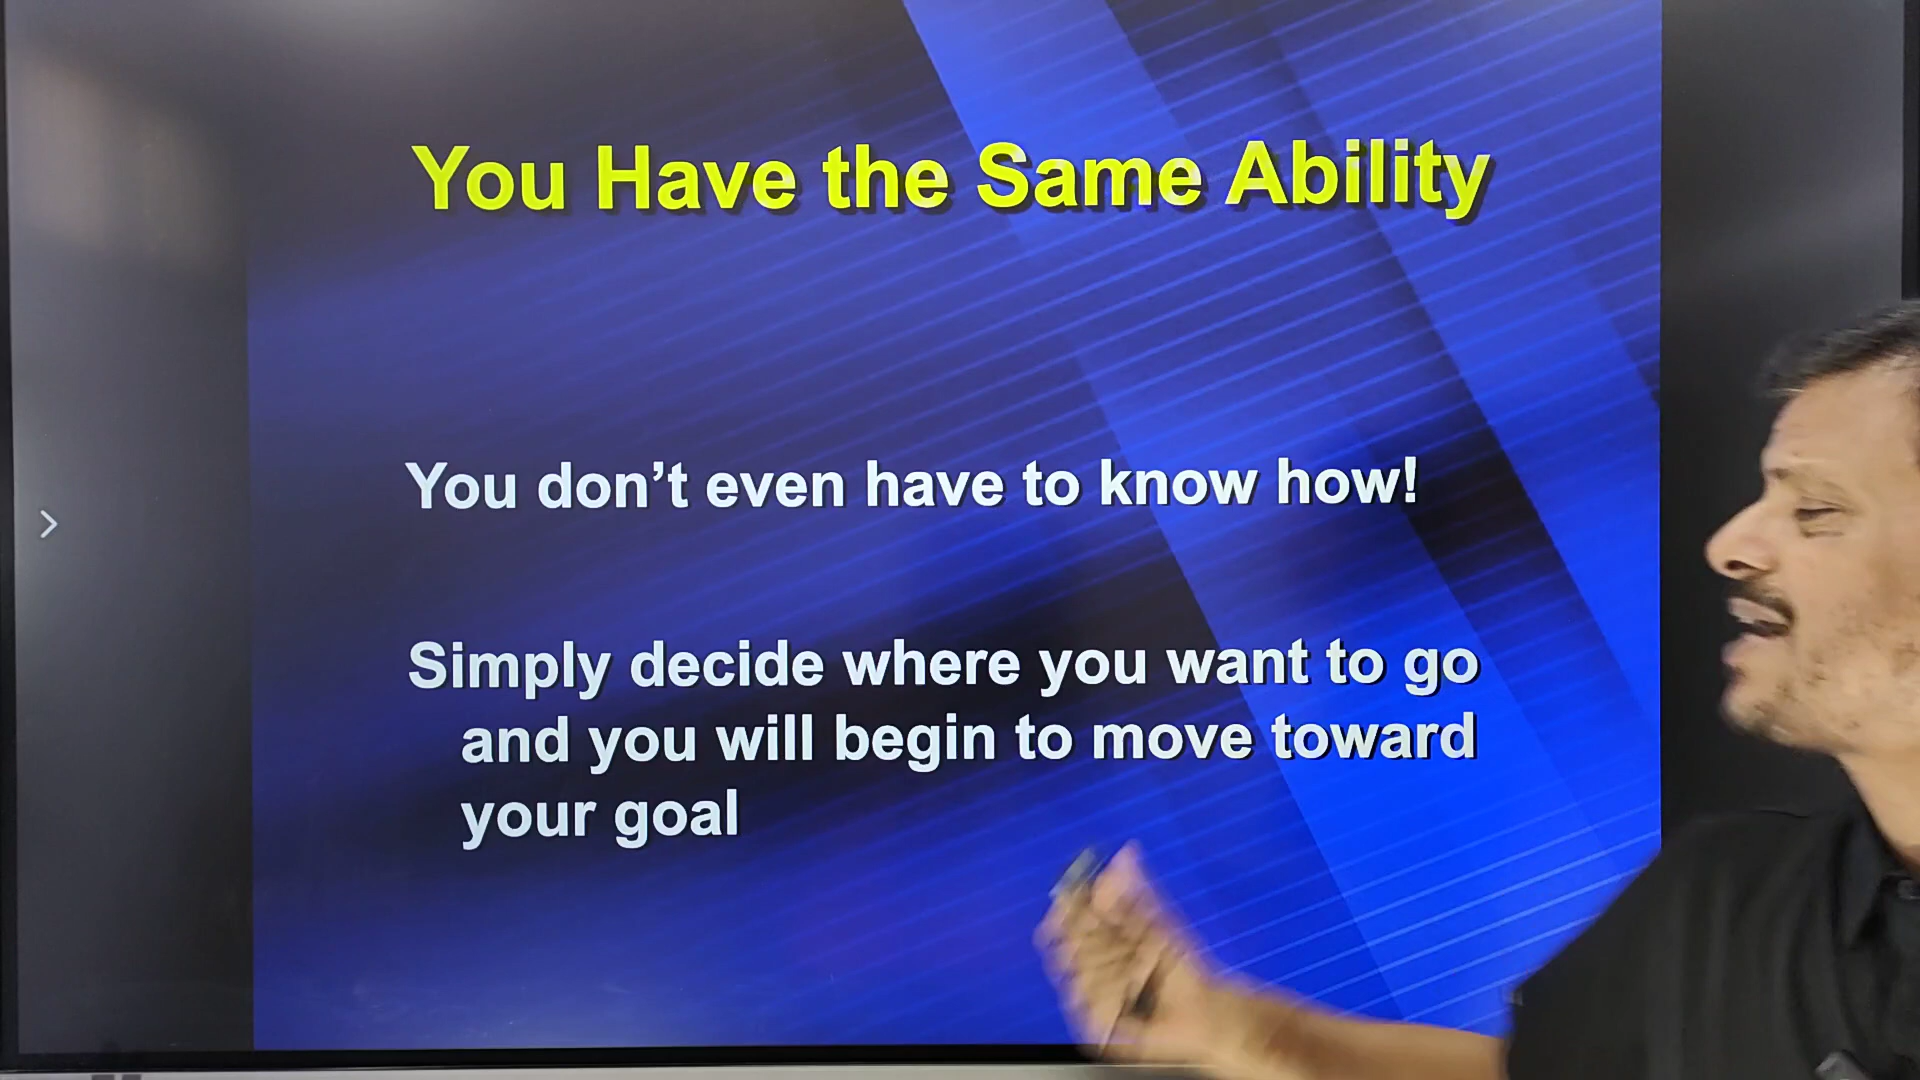 You Have the Same Ability
You don’t even have to know how!
Simply decide where you want to go
and you will begin to move toward
your goal